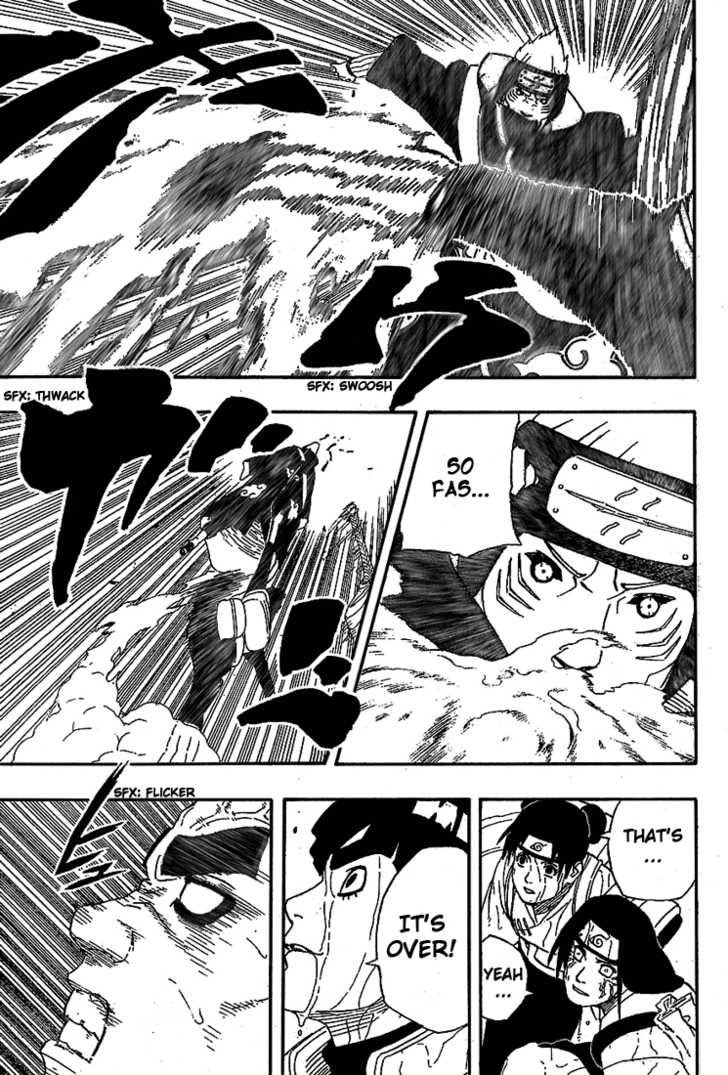 SFX: SWOOSH
SO
FAS...
SFX: THWACK
THAT'S
...
YEAH
...
IT'S
OVER!
SFX: FLICKER